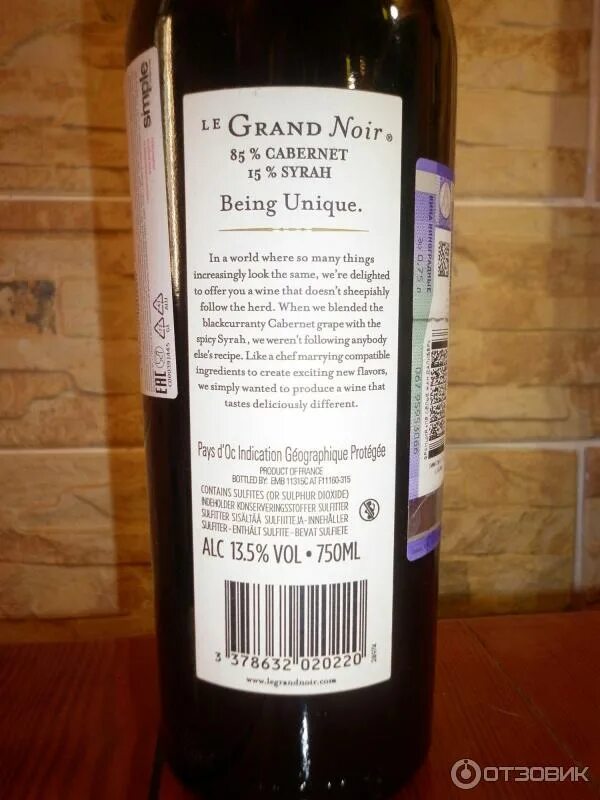 LE GRAND Noir®
85 % CABERNET
15 % SYRAH
Being Unique.
In a world where so many things
increasingly look the same, we're delighted
to offer you a wine that doesn't sheepishly
follow the herd. When we blended the
blackcurranty Cabernet grape with the
spicy Syrah, we weren't following anybody
else's recipe. Like a chef marrying compatible
ingredients to create exciting new flavors,
we simply wanted to produce a wine that
tastes deliciously different.
Pays d'Oc Indication Géographique Protégée
PRODUCT OF FRANCE
BOTTLED BY: EMB 11315C AT F11160-315
CONTAINS SULFITES (OR SULPHUR DIOXIDE)
INDEHOLDER KONSERVERINGSSTOFFER SULFITTER
SULFITTER SISÄLTÄÄ SULFIITTEJA-INNEHÅLLER
SULFITER - ENTHÄLT SULFITE - BEVAT SULFIETE
ALC 13.5% VOL • 750ML
3 378632 020220
www.legrandnoir.com
simple
EAC
ВИНА ВИНОГРАДНЫЕ
до 0,75 л
ОТЗОВИК